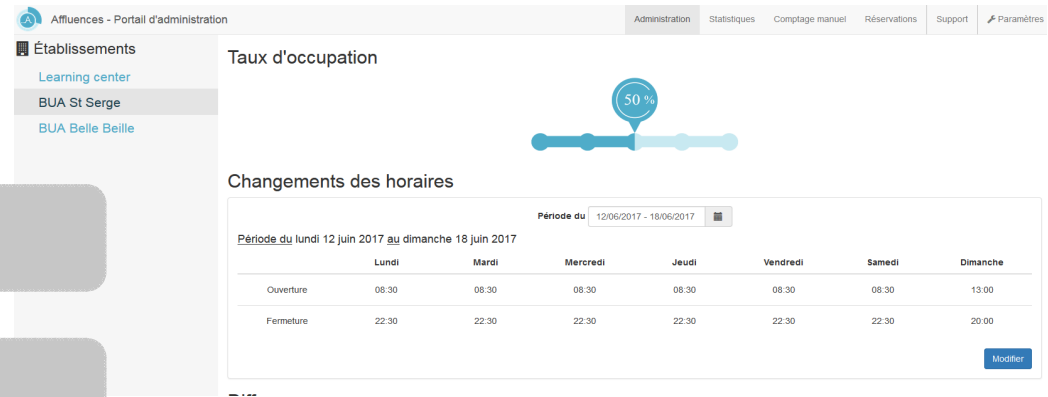 Affluences - Portail d'administration
Administration Statistiques Comptage manuel Réservations Support Paramètres
Établissements
Learning center
BUA St Serge
BUA Belle Beille
Taux d'occupation
50 %
Changements des horaires
Période du 12/06/2017 - 18/06/2017
Période du lundi 12 juin 2017 au dimanche 18 juin 2017
Lundi Mardi Mercredi Jeudi Vendredi Samedi Dimanche
Ouverture 08:30 08:30 08:30 08:30 08:30 08:30 13:00
Fermeture 22:30 22:30 22:30 22:30 22:30 22:30 20:00
Modifier